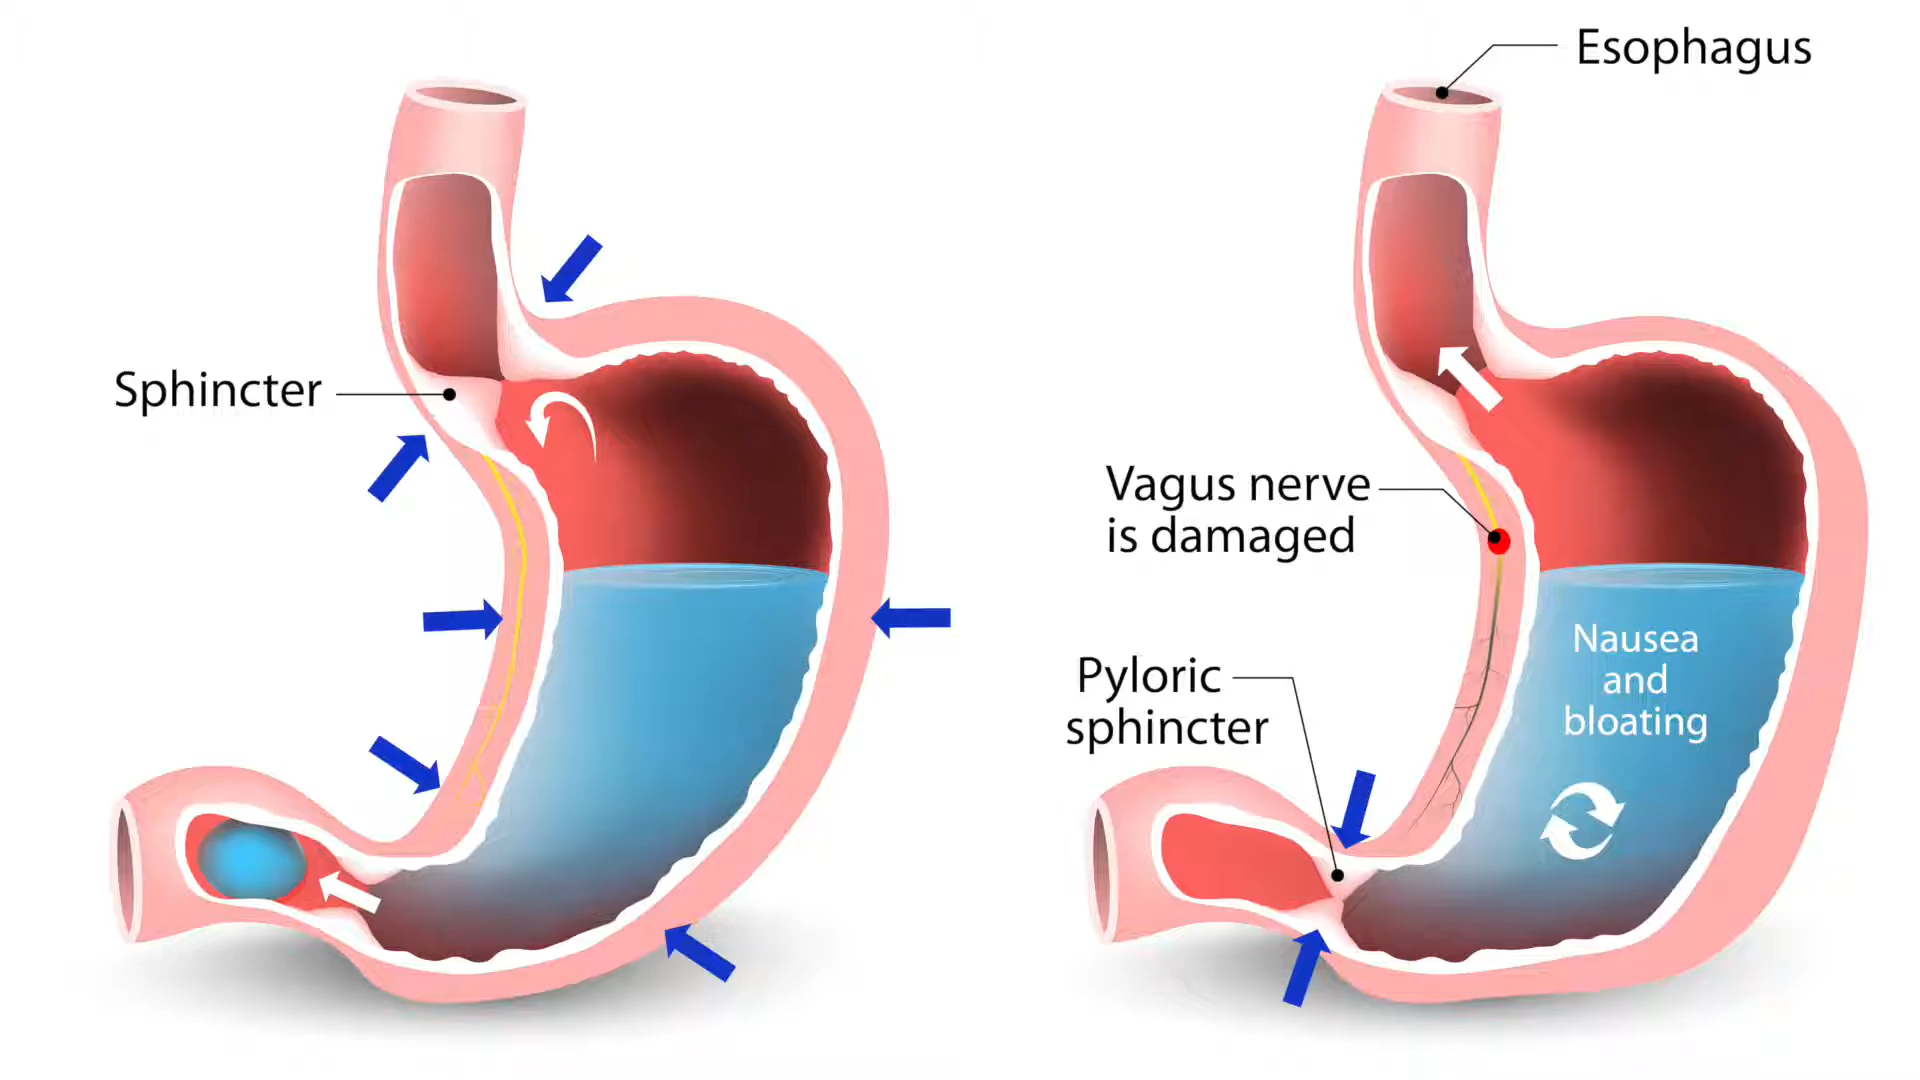 Esophagus
Sphincter
Vagus nerve
is damaged
Nausea
and
bloating
Pyloric
sphincter